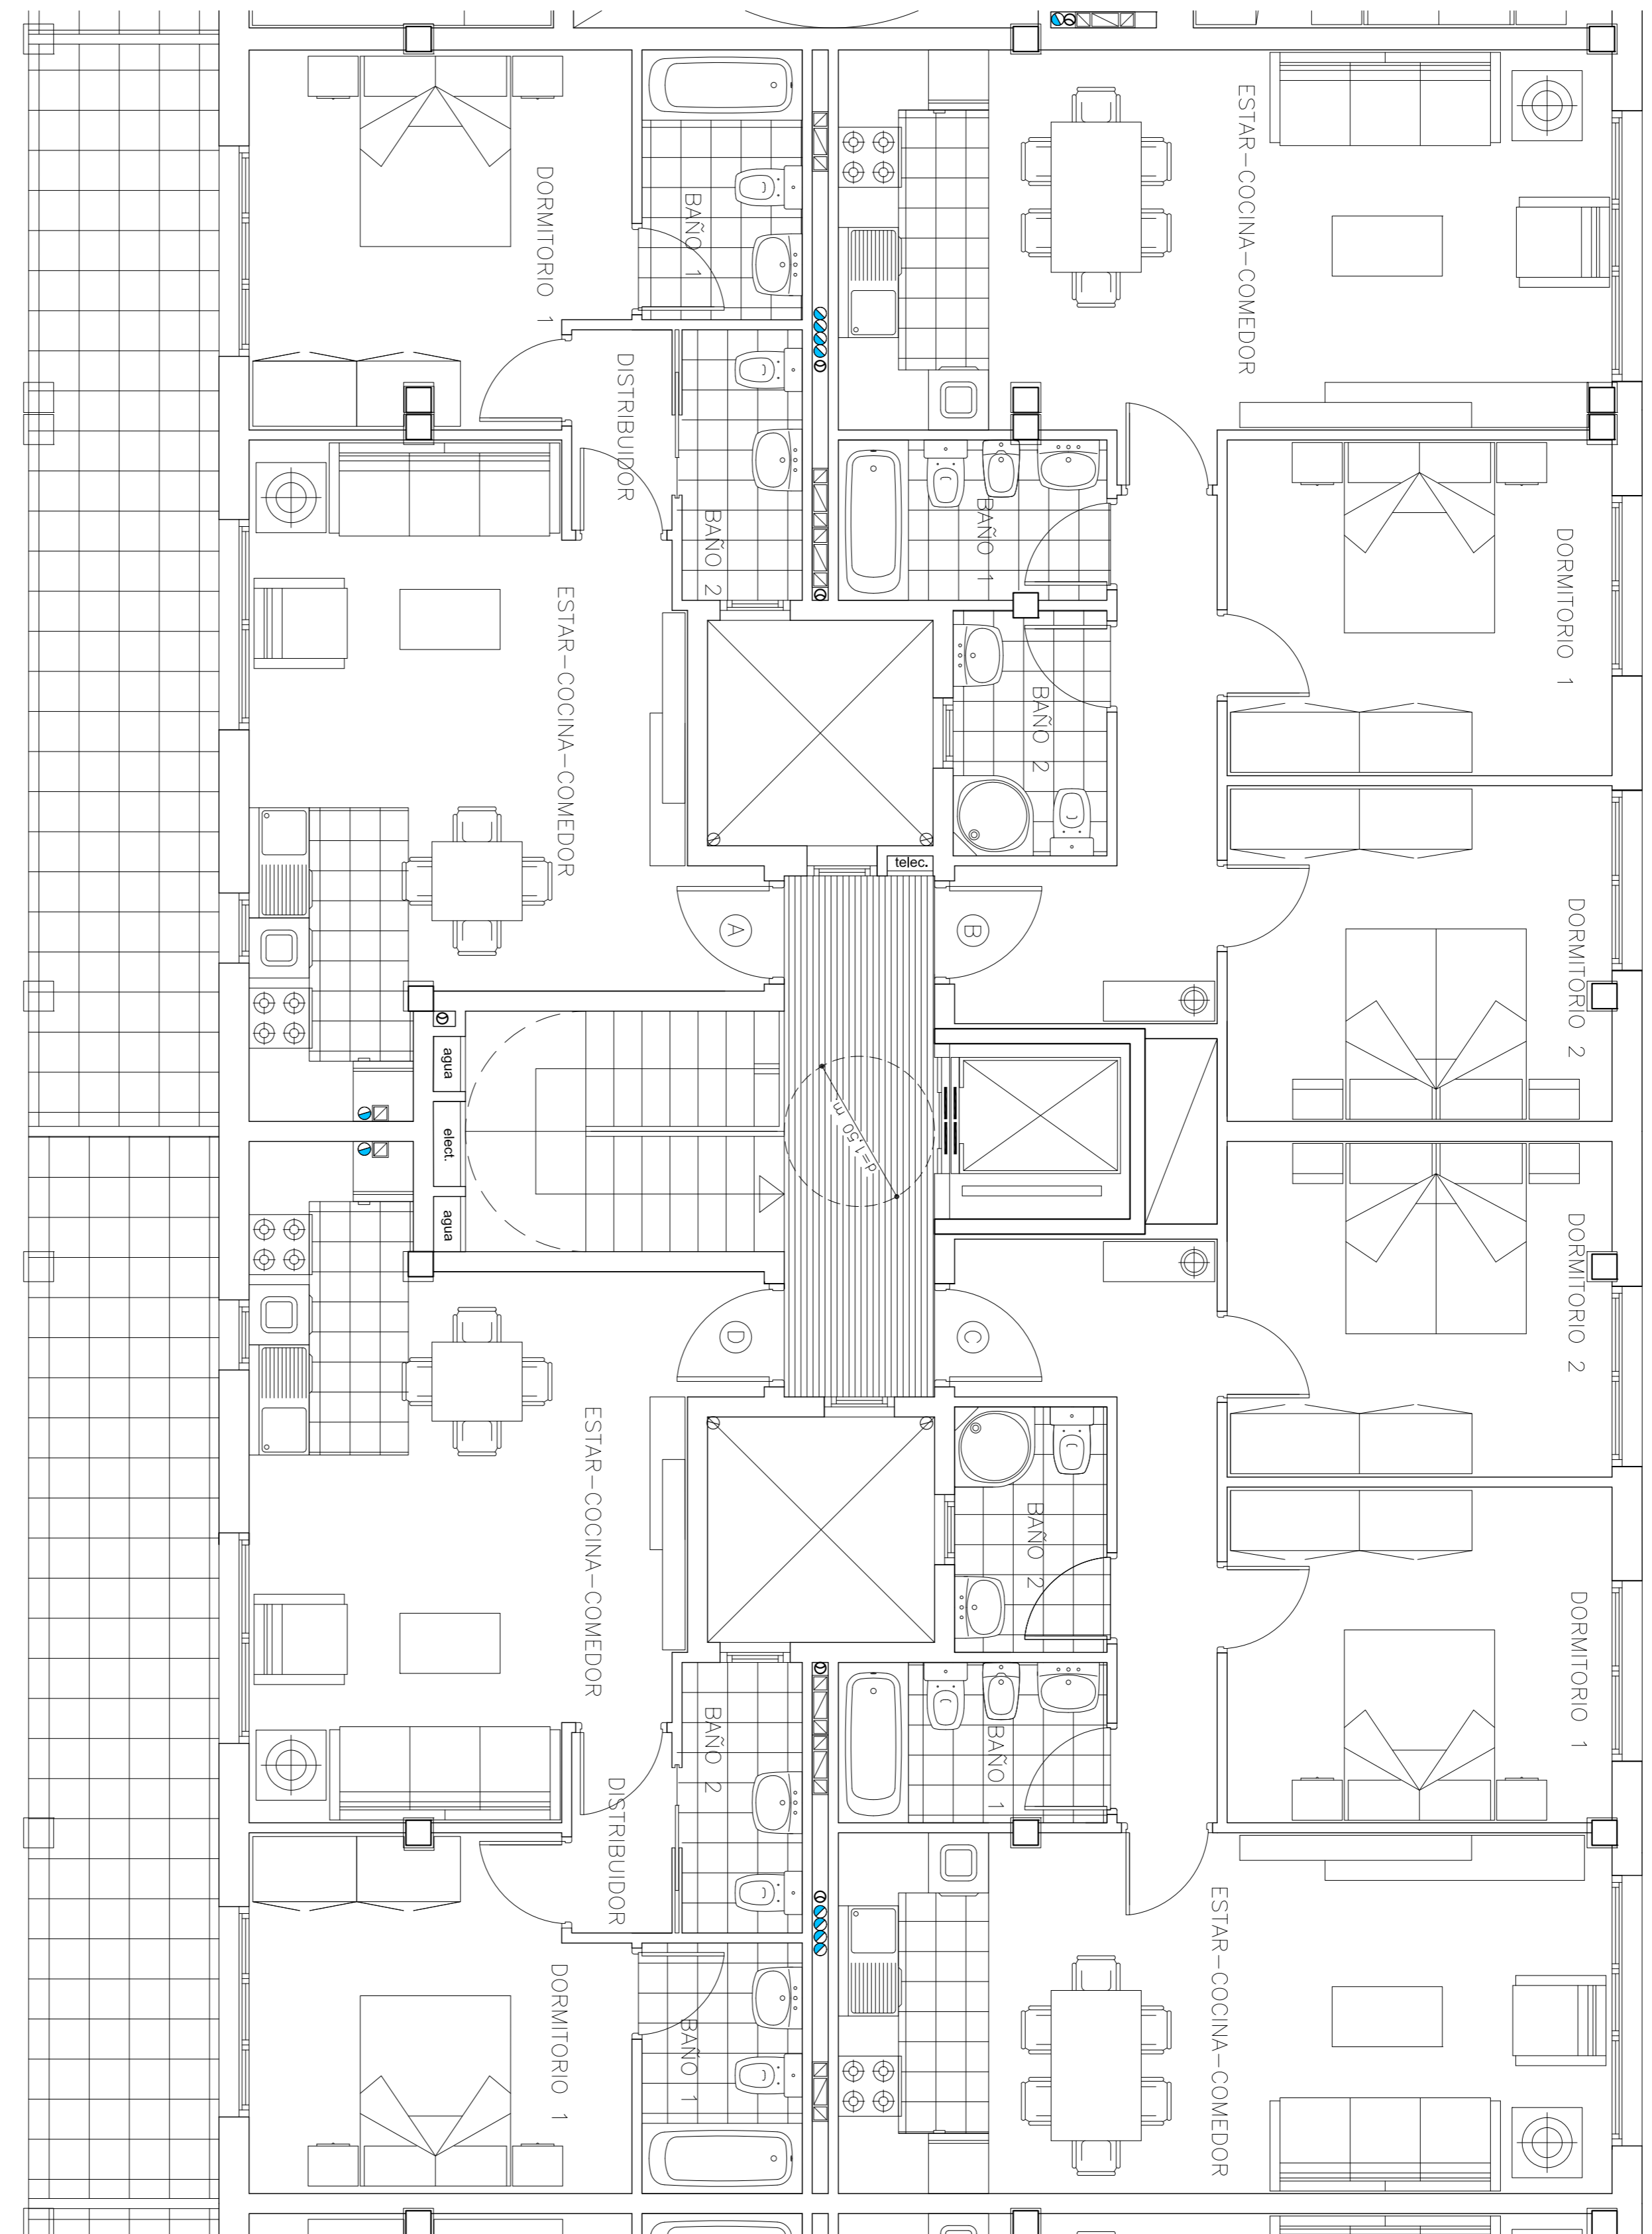 ESTAR-COCINA-COMEDOR
DORMITORIO 1
BAÑO 1
DISTRIBUIDOR
BAÑO 2
BAÑO 1
DORMITORIO 1
ESTAR-COCINA-COMEDOR
BAÑO 2
telec.
A
B
DORMITORIO 2
agua
elect.
agua
d=1,50 m
DORMITORIO 2
D
C
ESTAR-COCINA-COMEDOR
BAÑO 2
DORMITORIO 1
BAÑO 2
BAÑO 1
DISTRIBUIDOR
ESTAR-COCINA-COMEDOR
DORMITORIO 1
BAÑO 1